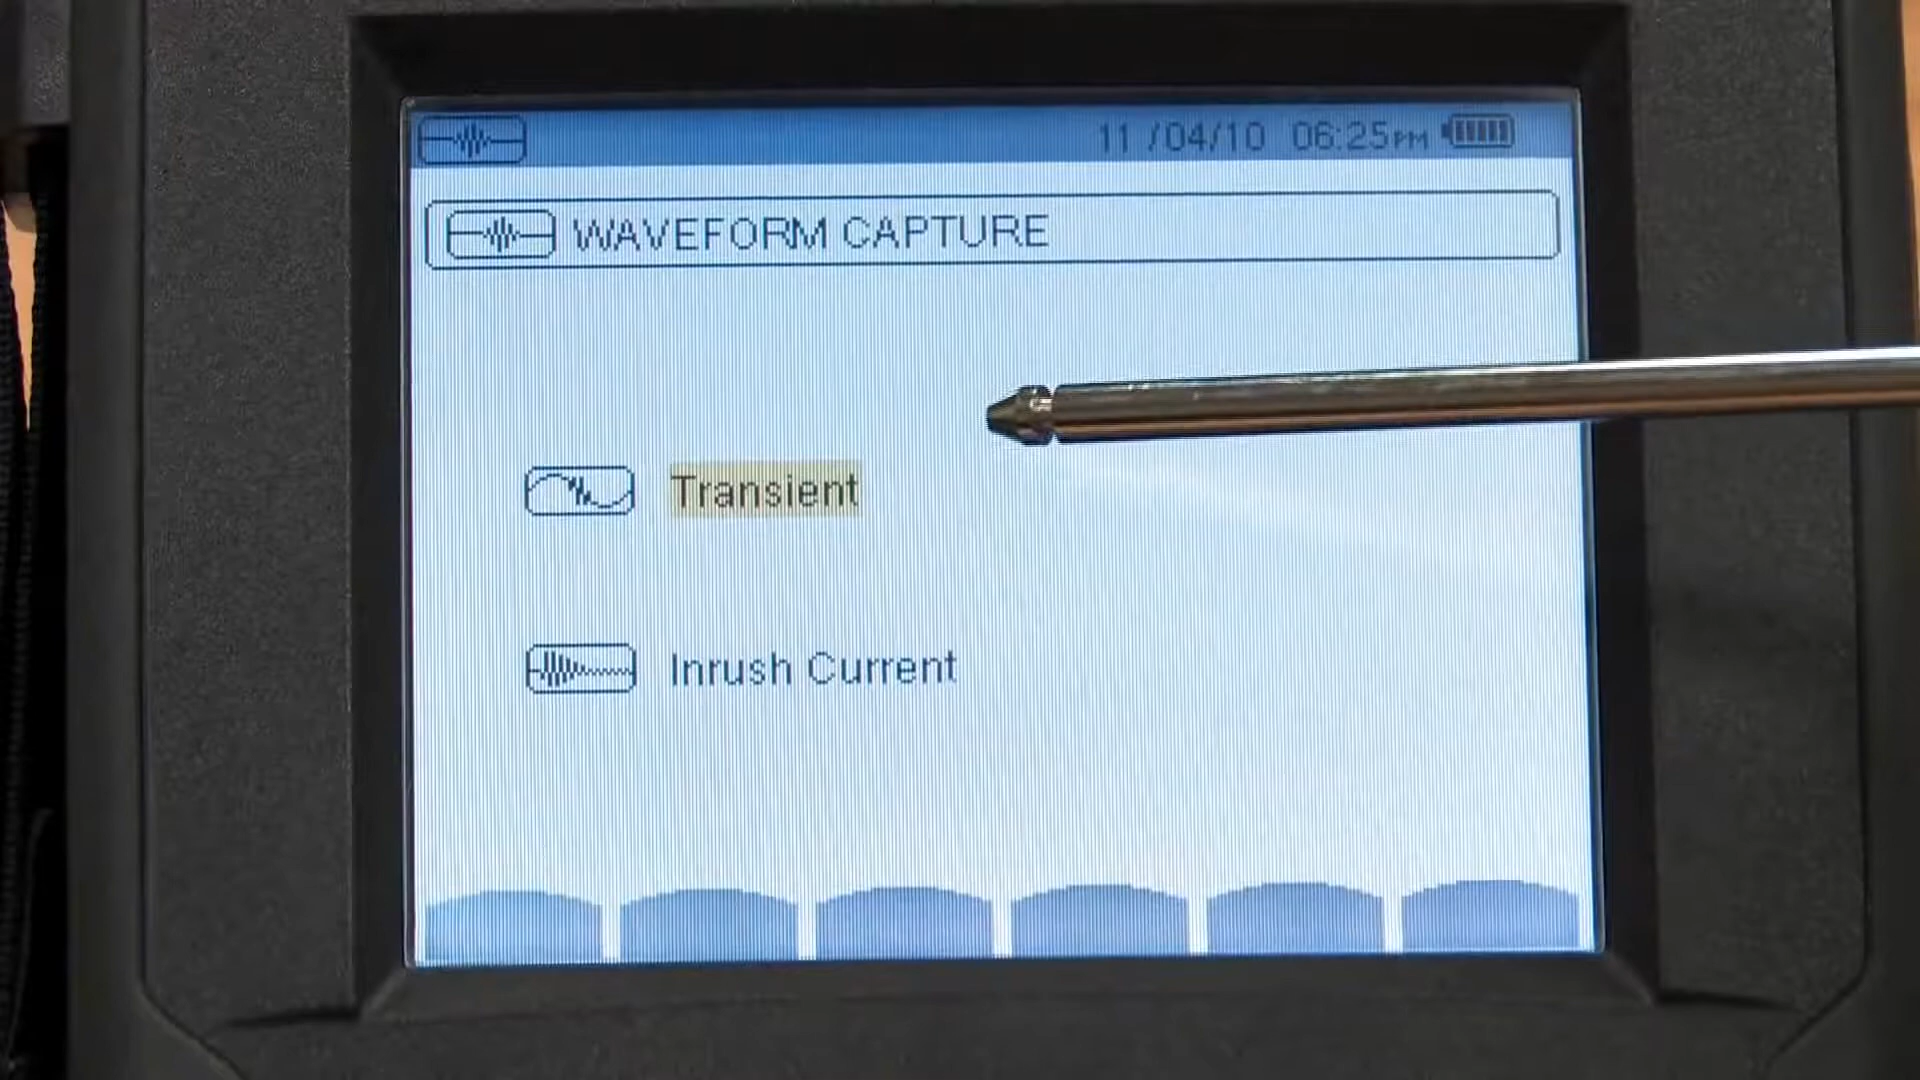 11 /04/10 06:25PM
WAVEFORM CAPTURE
Transient
Inrush Current